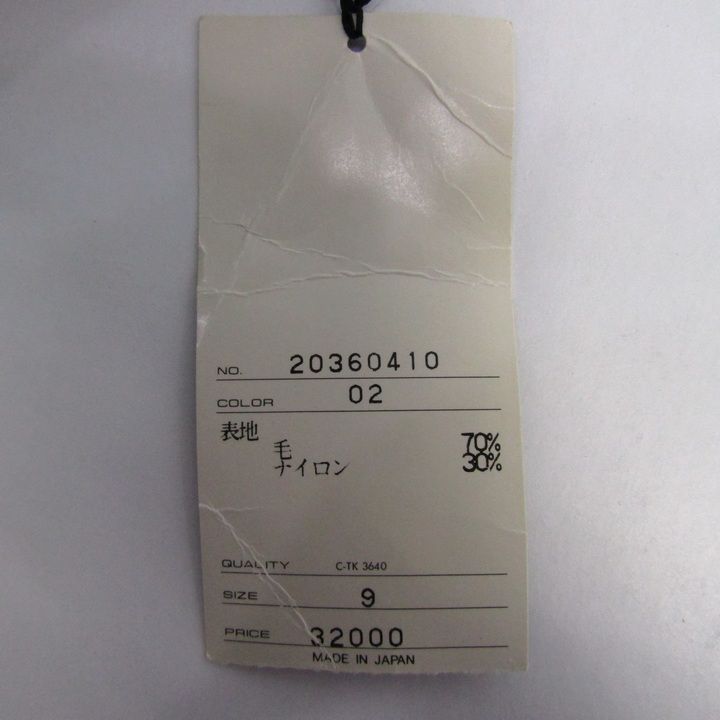 NO. 20360410
COLOR 02
表地
毛 70%
ナイロン 30%
QUALITY C-TK 3640
SIZE 9
PRICE 32000
MADE IN JAPAN